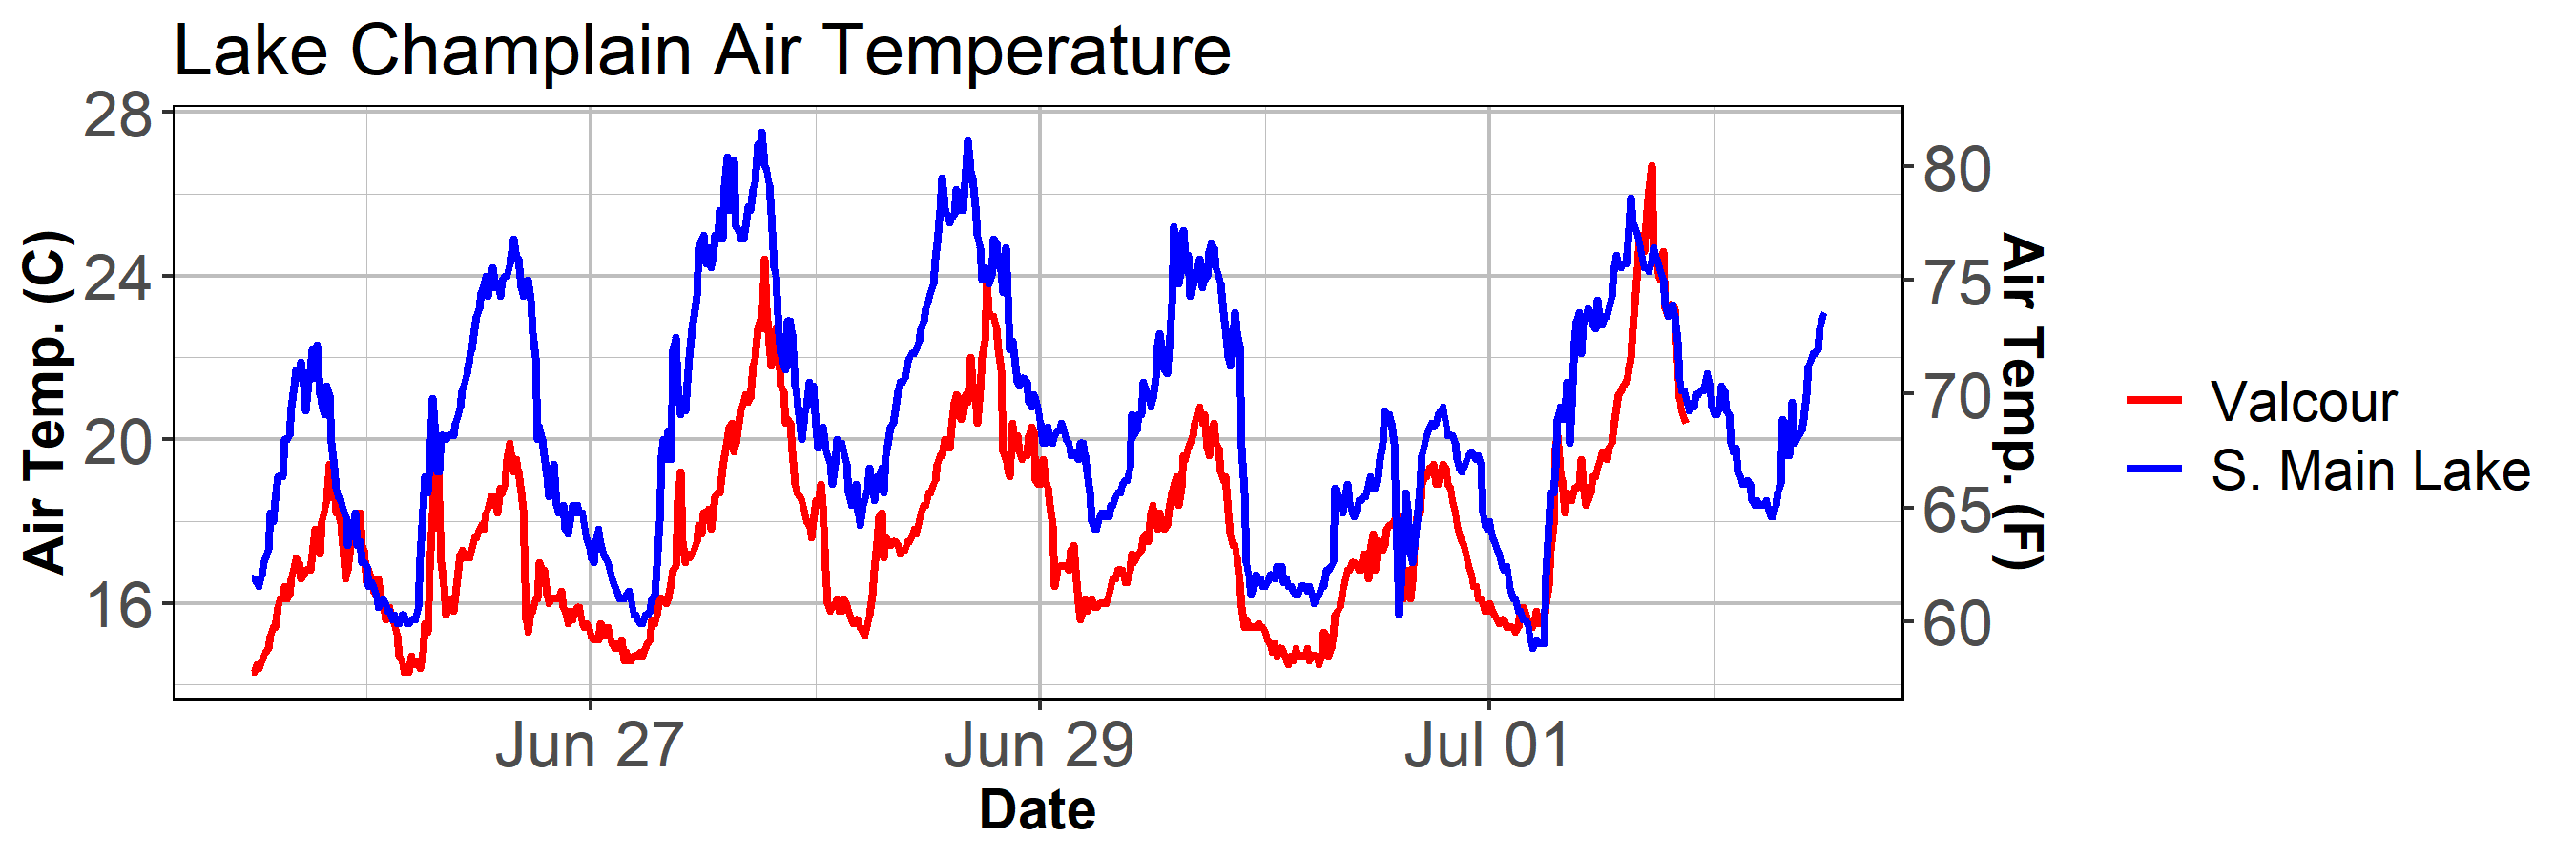 Lake Champlain Air Temperature
28
24
20
16
Air Temp. (C)
80
75
70
65
60
Air Temp. (F)
Jun 27
Jun 29
Jul 01
Date
Valcour
S. Main Lake